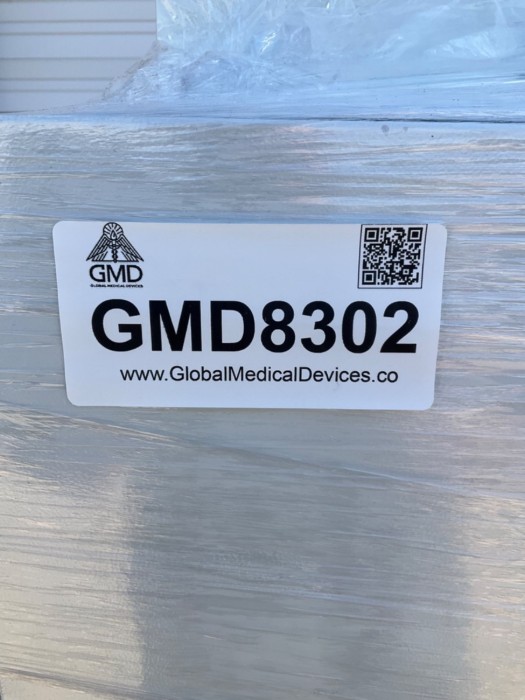 GMD
GLOBAL MEDICAL DEVICES
GMD8302
www.GlobalMedicalDevices.co